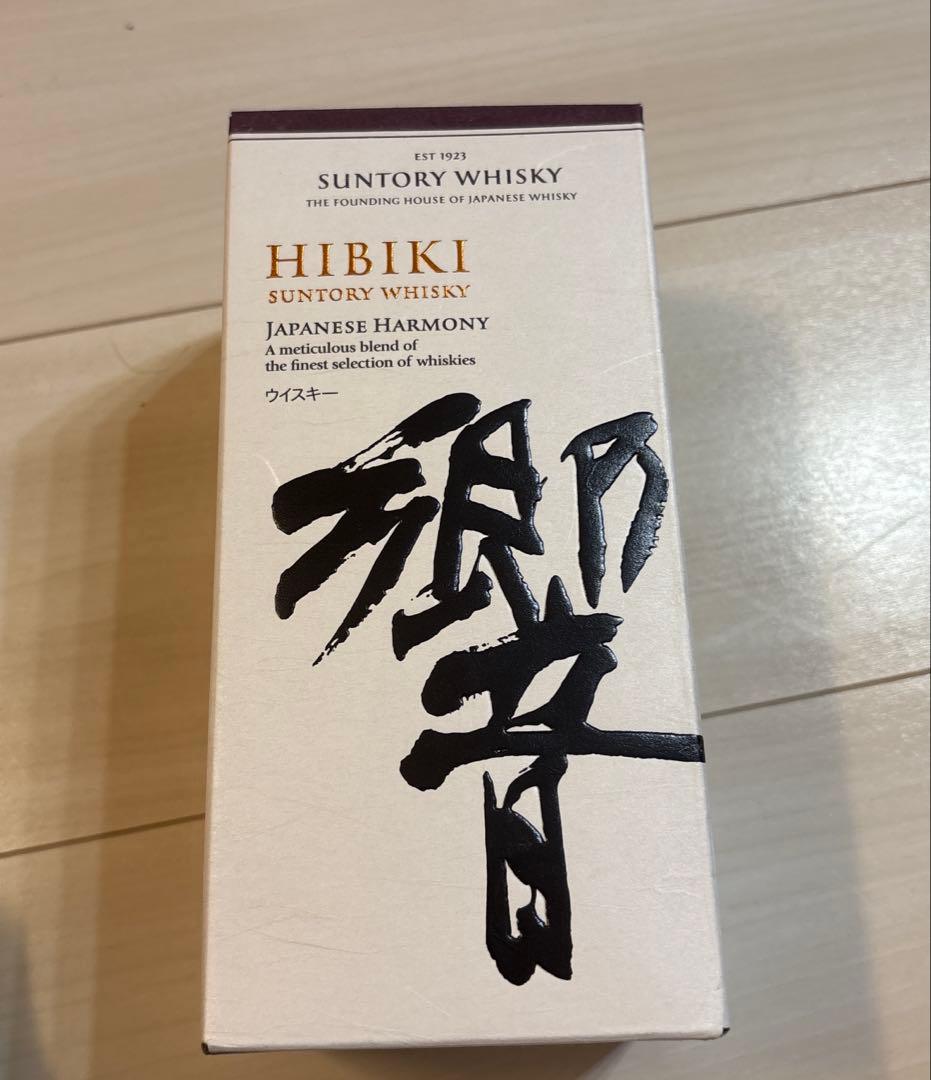 EST 1923
SUNTORY WHISKY
THE FOUNDING HOUSE OF JAPANESE WHISKY
HIBIKI
SUNTORY WHISKY
JAPANESE HARMONY
A meticulous blend of
the finest selection of whiskies
ウイスキー
響